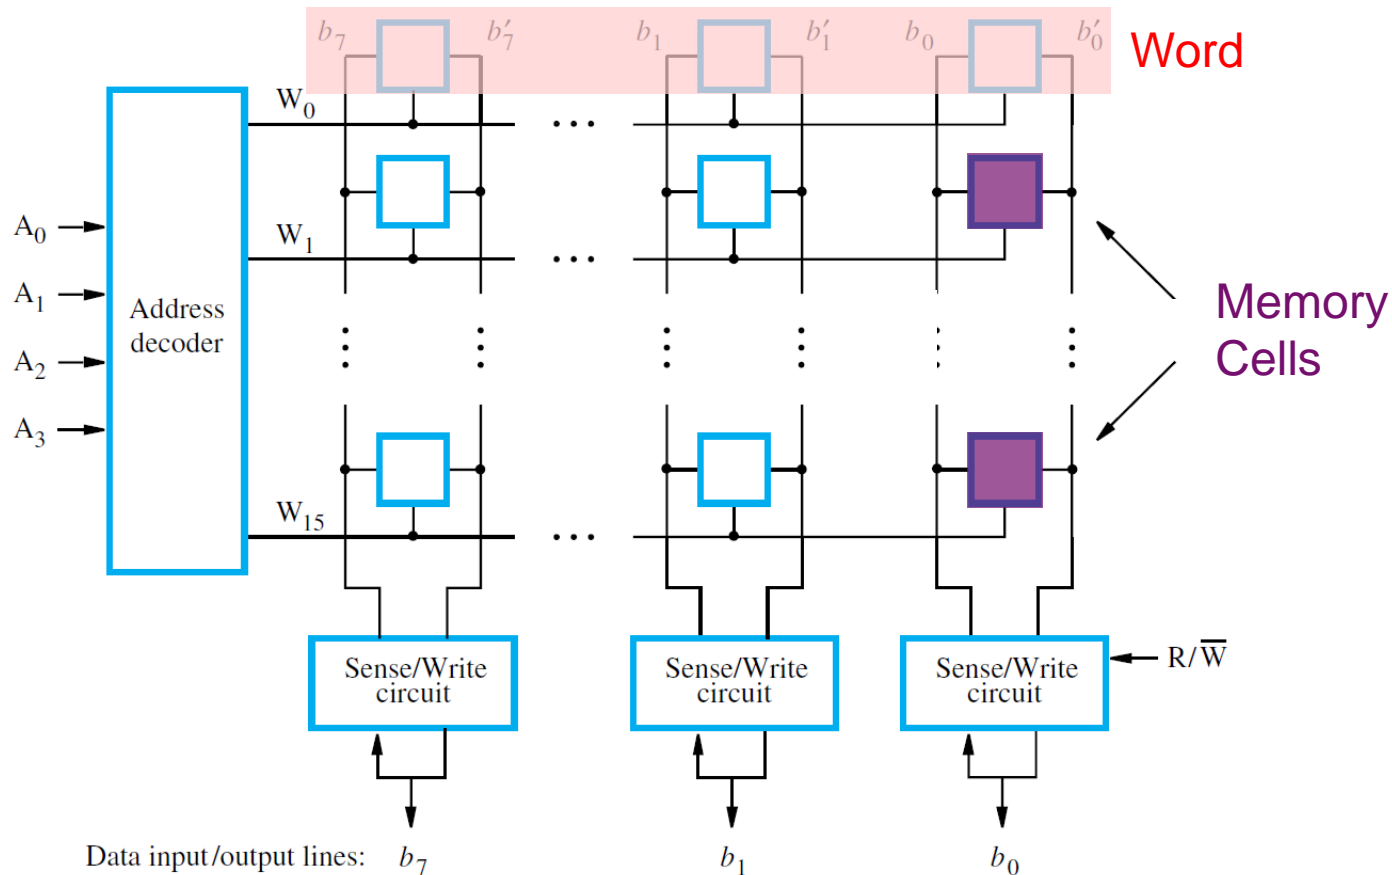 b₇ b′₇ b₁ b′₁ b₀ b′₀ Word
W₀
A₀
W₁
A₁
Address
decoder
Memory
Cells
A₂
A₃
W₁₅
Sense/Write
circuit
Sense/Write
circuit
Sense/Write
circuit
R/W̅
Data input/output lines: b₇ b₁ b₀